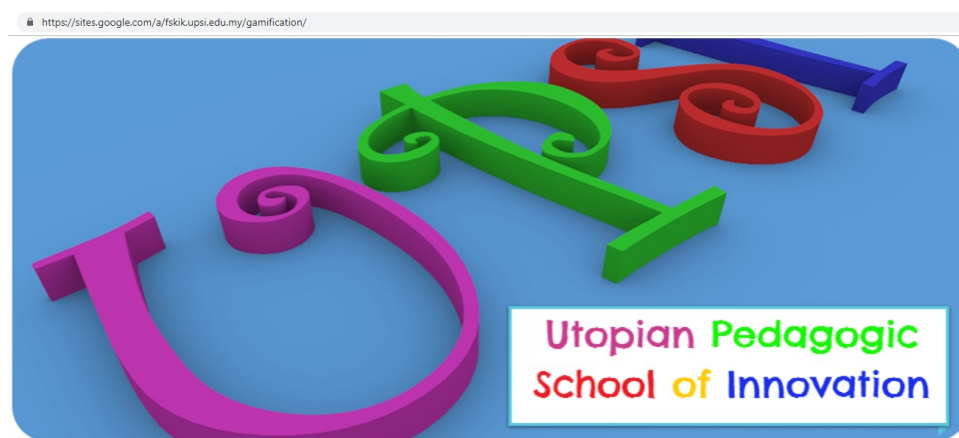 https://sites.google.com/a/fskik.upsi.edu.my/gamification/
UPSI
Utopian Pedagogic
School of Innovation